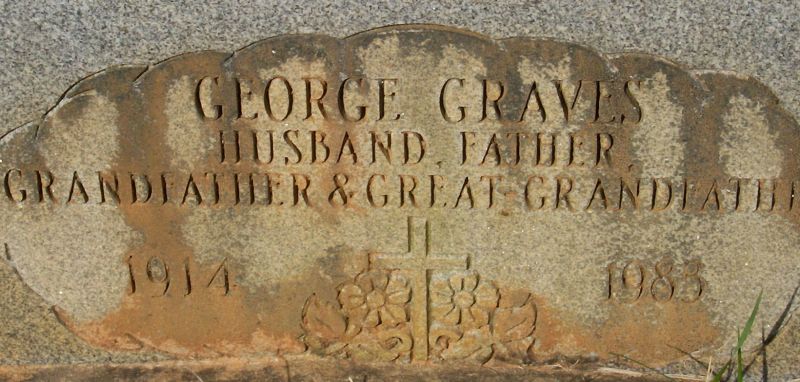 GEORGE GRAVES
HUSBAND, FATHER,
GRANDFATHER & GREAT-GRANDFATHE
1914 1983